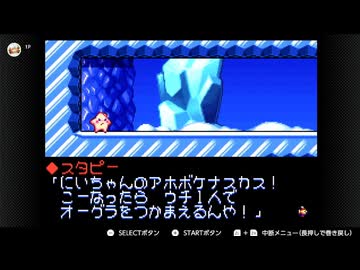 1P
◆スタピー
「にいちゃんのアホボケナスカス!
こーなったら ウチ1人で
オーグラをつかまえるんや!」
SELECTボタン STARTボタン 中断メニュー(長押しで巻き戻し)